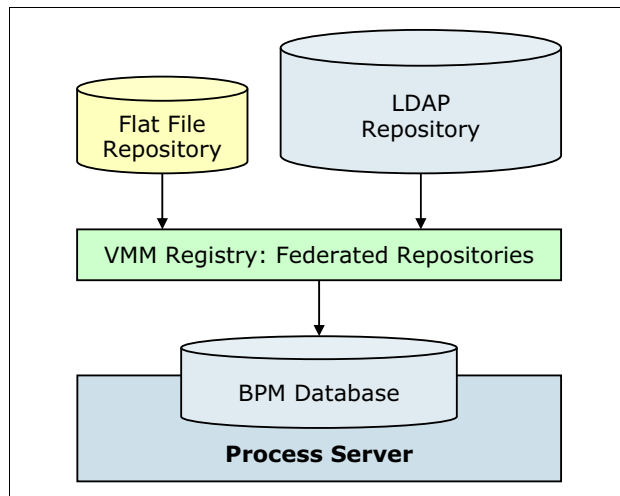 Flat File
Repository
LDAP
Repository
VMM Registry: Federated Repositories
BPM Database
Process Server